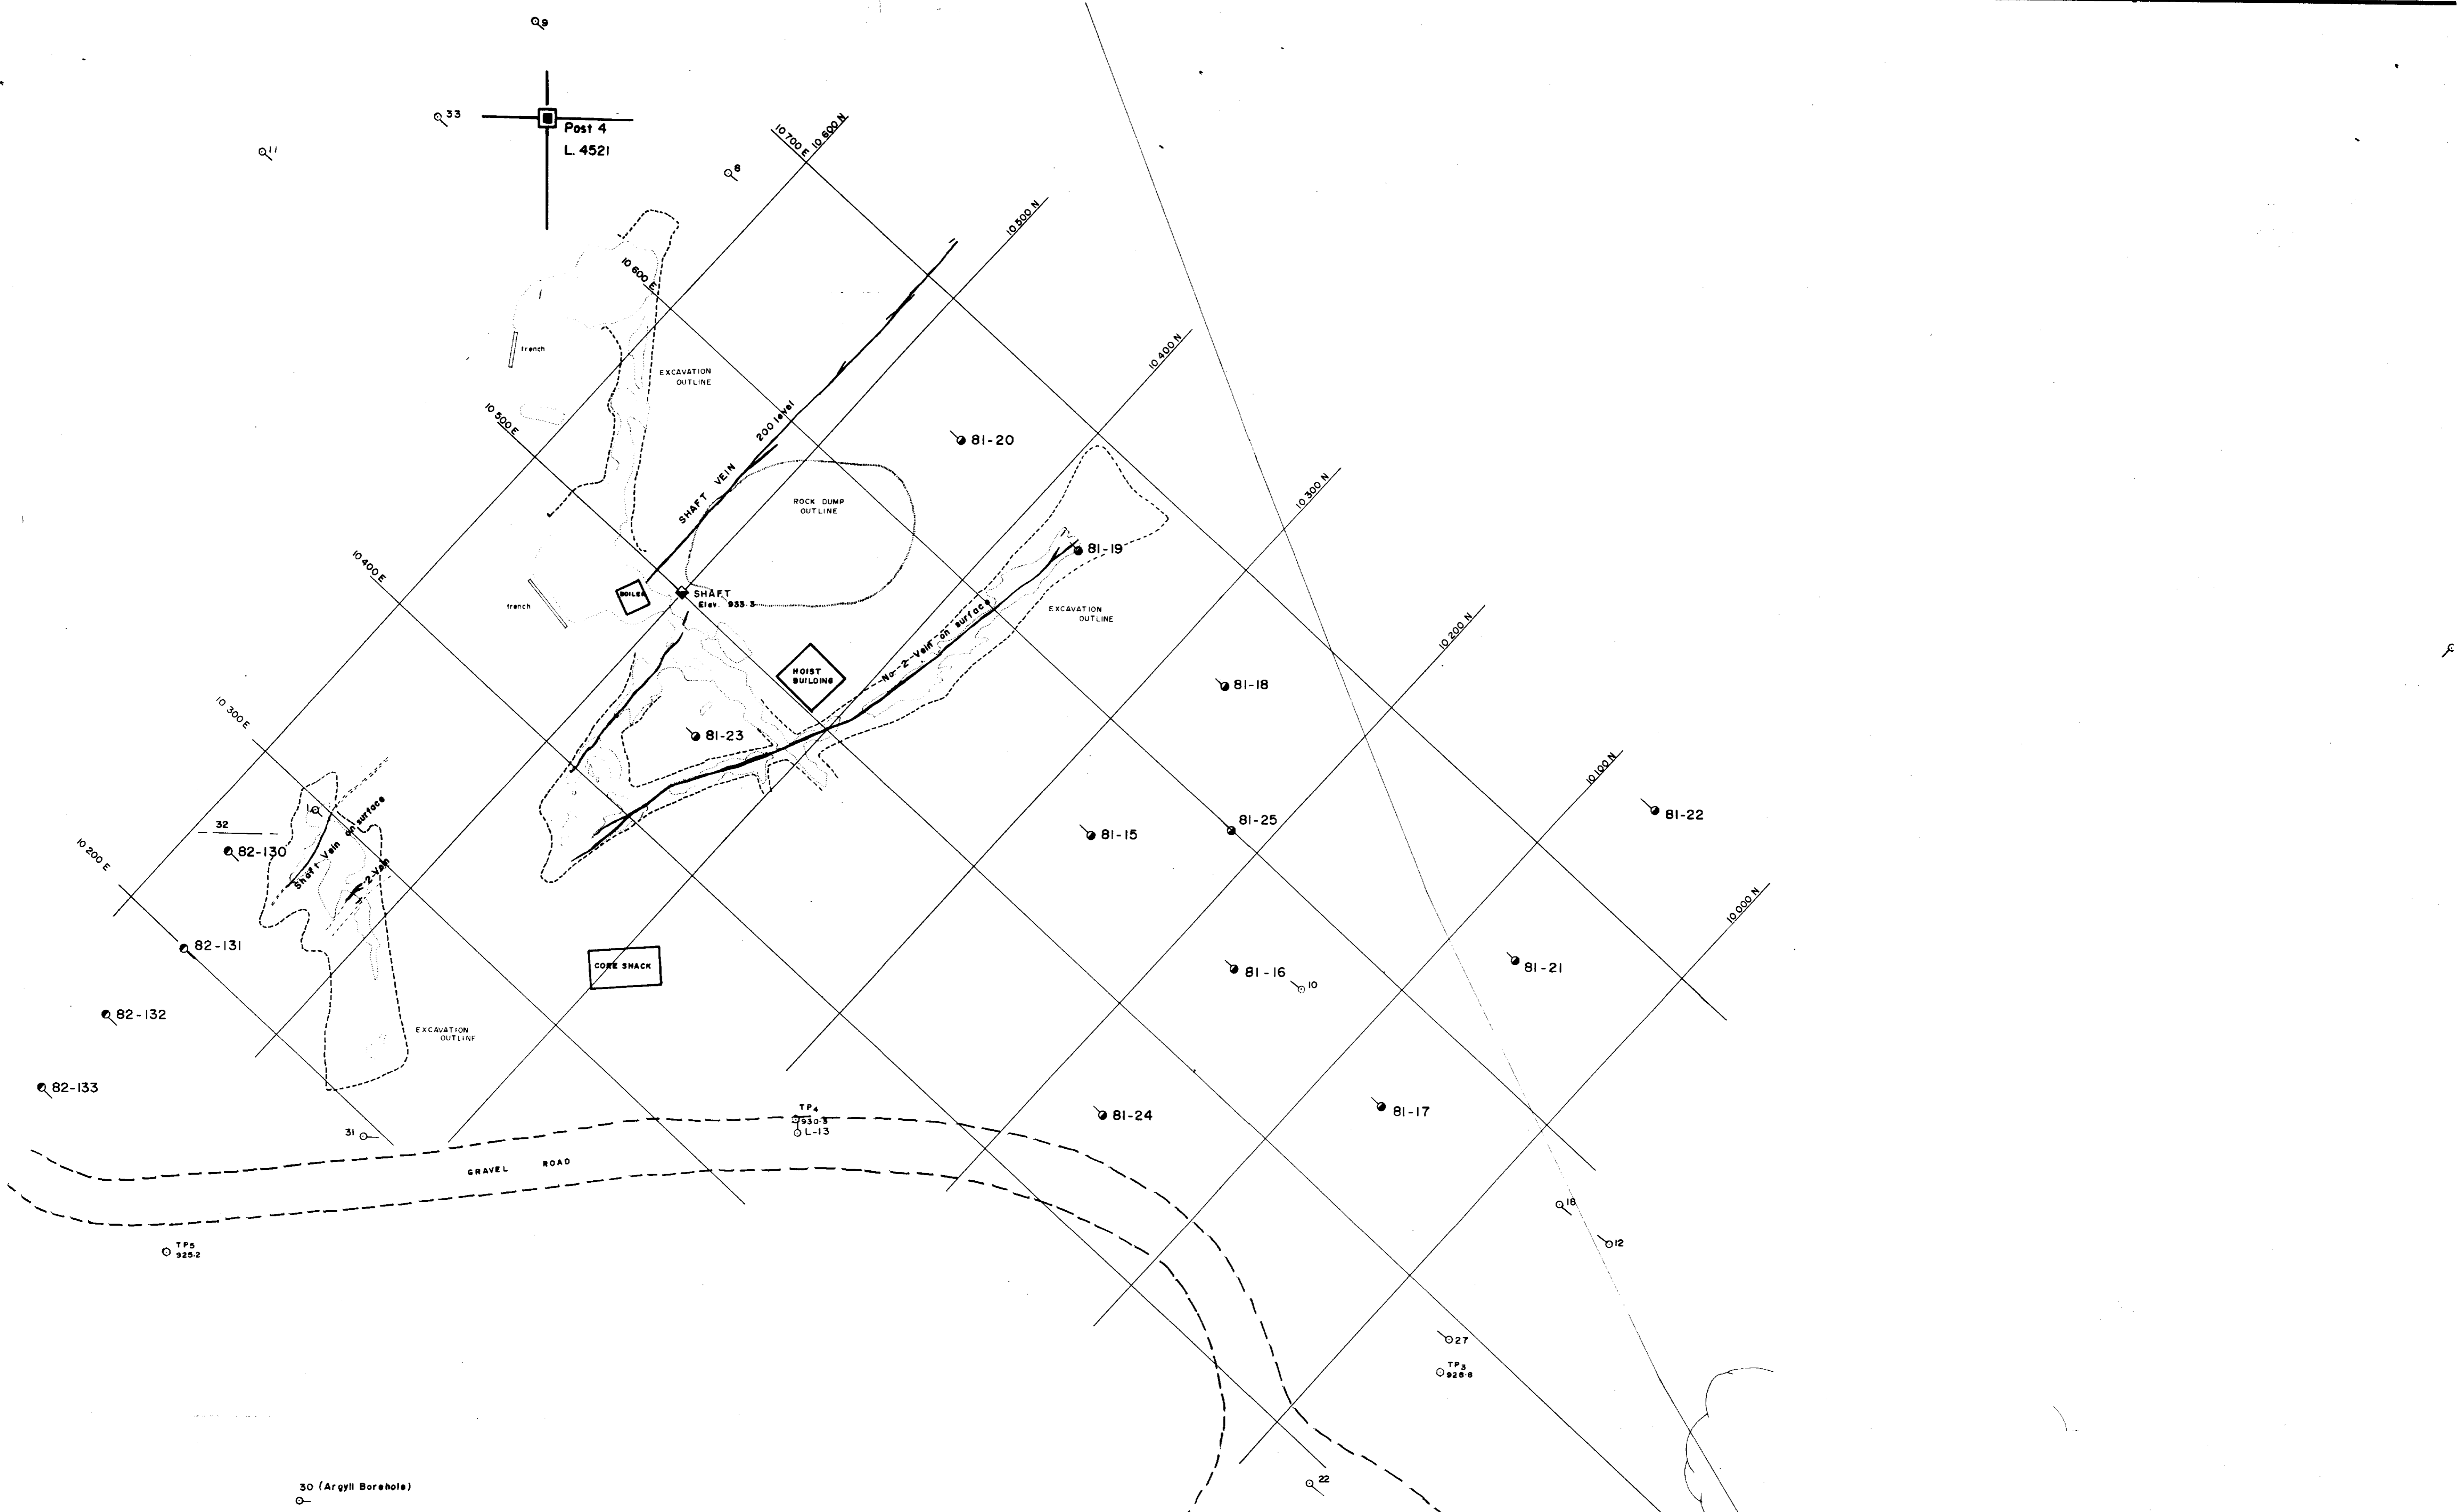 9
33
Post 4
L. 4521
11
8
10 700 E
10 600 N
10 500 N
10 600 E
trench
EXCAVATION
OUTLINE
10 400 N
10 500 E
200 level
SHAFT VEIN
81-20
ROCK DUMP
OUTLINE
10 300 N
81-19
10 400 E
BOILER
SHAFT
Elev. 933.3
trench
No 2 Vein on surface
EXCAVATION
OUTLINE
10 200 N
HOIST
BUILDING
81-18
81-23
10 300 E
10 100 N
81-22
81-25
81-15
32
82-130
Shaft Vein on surface
2 Vein
10 200 E
10 000 N
82-131
CORE SHACK
81-16
10
81-21
82-132
EXCAVATION
OUTLINE
82-133
81-24
81-17
TP4
930.3
L-13
31
GRAVEL ROAD
18
12
TP5
925.2
27
TP3
928.8
22
30 (Argyll Borehole)